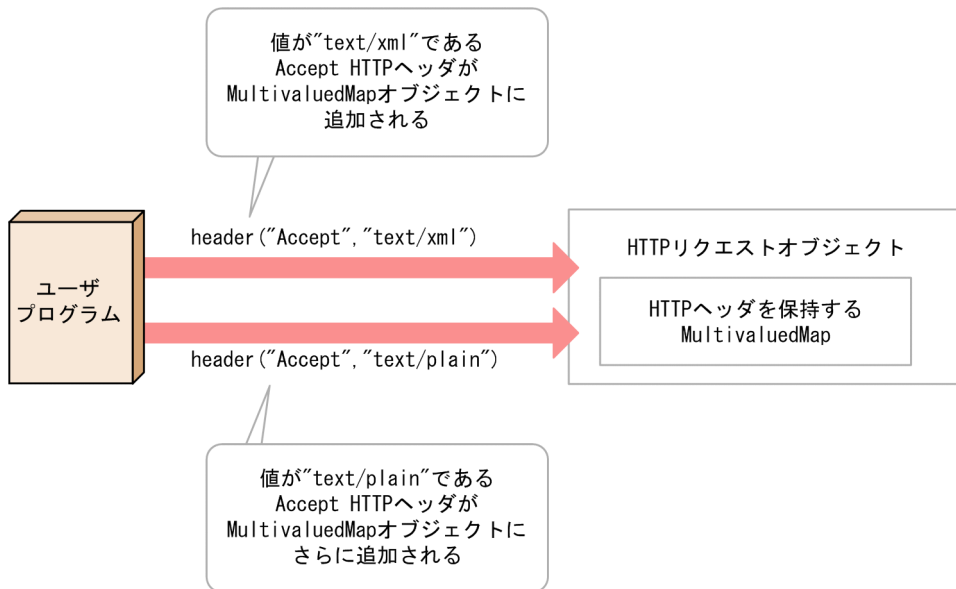 値が"text/xml"である
Accept HTTPヘッダが
MultivaluedMapオブジェクトに
追加される
header("Accept","text/xml")
ユーザ
プログラム
HTTPリクエストオブジェクト
HTTPヘッダを保持する
MultivaluedMap
header("Accept","text/plain")
値が"text/plain"である
Accept HTTPヘッダが
MultivaluedMapオブジェクトに
さらに追加される